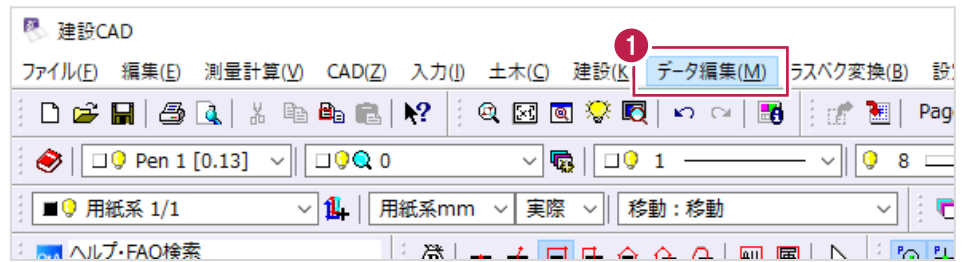 建設CAD
1
ファイル(F) 編集(E) 測量計算(V) CAD(Z) 入力(I) 土木(C) 建設(K データ編集(M) ラスベク変換(B)
Pag
Pen 1 [0.13] 0 1 8
用紙系 1/1 用紙系mm 実際 移動:移動
Q&A ヘルプ・FAQ検索 ALL